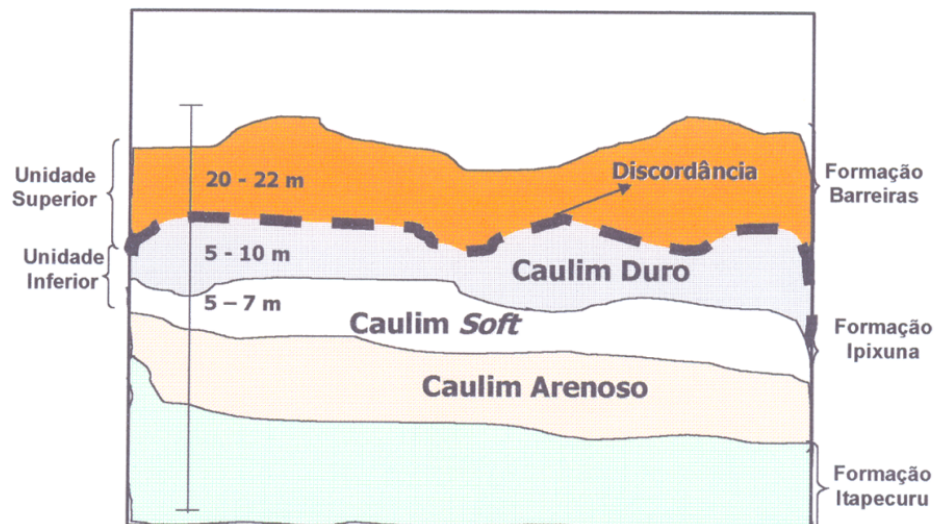 Unidade
Superior
20 - 22 m
Discordância
Formação
Barreiras
Unidade
Inferior
5 - 10 m
Caulim Duro
5 – 7 m
Caulim Soft
Formação
Ipixuna
Caulim Arenoso
Formação
Itapecuru